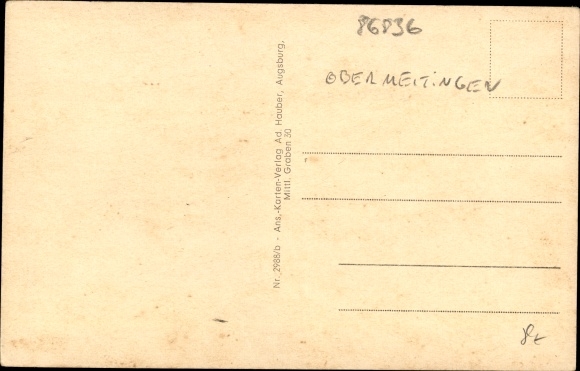 86836
OBERMEITINGEN
Nr. 2988/b - Ans.-Karten-Verlag Ad. Hauber, Augsburg,
Mittl. Graben 30